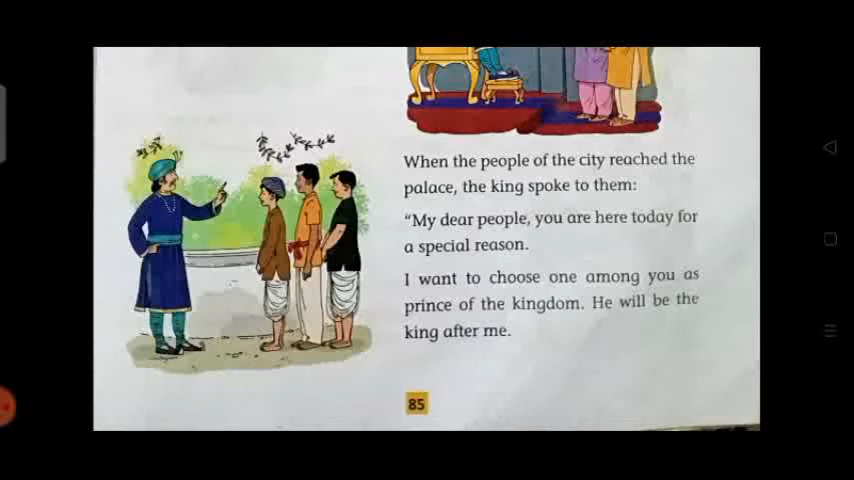 When the people of the city reached the
palace, the king spoke to them:
“My dear people, you are here today for
a special reason.
I want to choose one among you as
prince of the kingdom. He will be the
king after me.
85